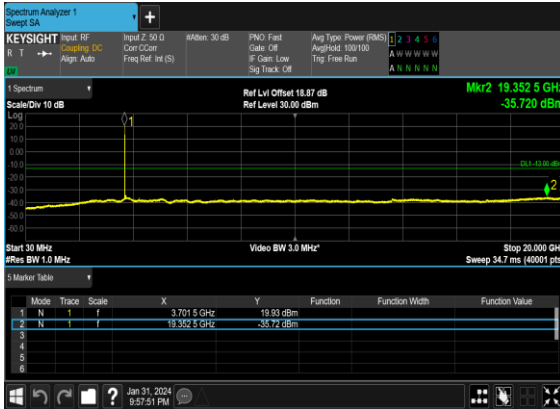 Spectrum Analyzer 1
Swept SA
+
KEYSIGHT
R T
Input: RF
Coupling: DC
Align: Auto
Input Z: 50 Ω
Corr CCorr
Freq Ref: Int (S)
#Atten: 30 dB
PNO: Fast
Gate: Off
IF Gain: Low
Sig Track: Off
Avg Type: Power (RMS)
Avg|Hold: 100/100
Trig: Free Run
1 2 3 4 5 6
A W W W W W
A N N N N N
1 Spectrum
Scale/Div 10 dB
Ref Lvl Offset 18.87 dB
Ref Level 30.00 dBm
Mkr2 19.352 5 GHz
-35.720 dBm
Log
20.0
10.0
0.00
-10.0
-20.0
-30.0
-40.0
-50.0
-60.0
1
DL1 -13.00 dBm
2
Start 30 MHz
#Res BW 1.0 MHz
Video BW 3.0 MHz*
Stop 20.000 GH
Sweep 34.7 ms (40001 pts
5 Marker Table
Mode Trace Scale X Y Function Function Width Function Value
1 N 1 f 3.701 5 GHz 19.93 dBm
2 N 1 f 19.352 5 GHz -35.72 dBm
3
4
5
6
?
Jan 31, 2024
9:57:51 PM